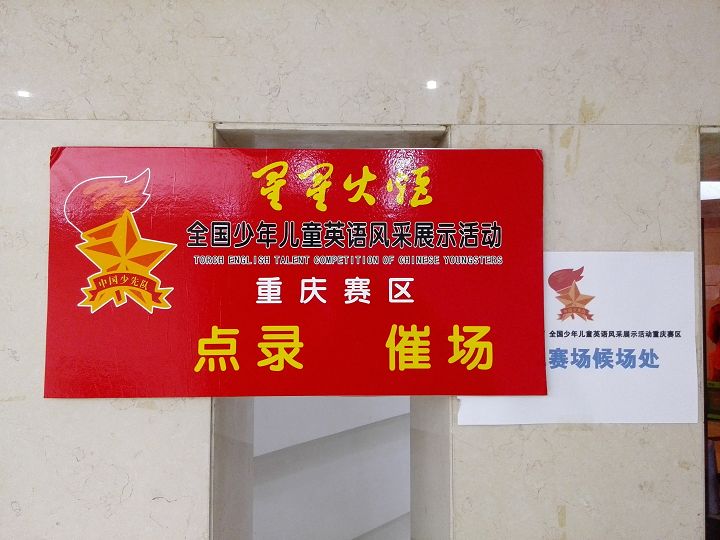 星星火炬
全国少年儿童英语风采展示活动
TORCH ENGLISH TALENT COMPETITION OF CHINESE YOUNGSTERS
重庆赛区
点录 催场
中国少先队
全国少年儿童英语风采展示活动重庆赛区
赛场候场处